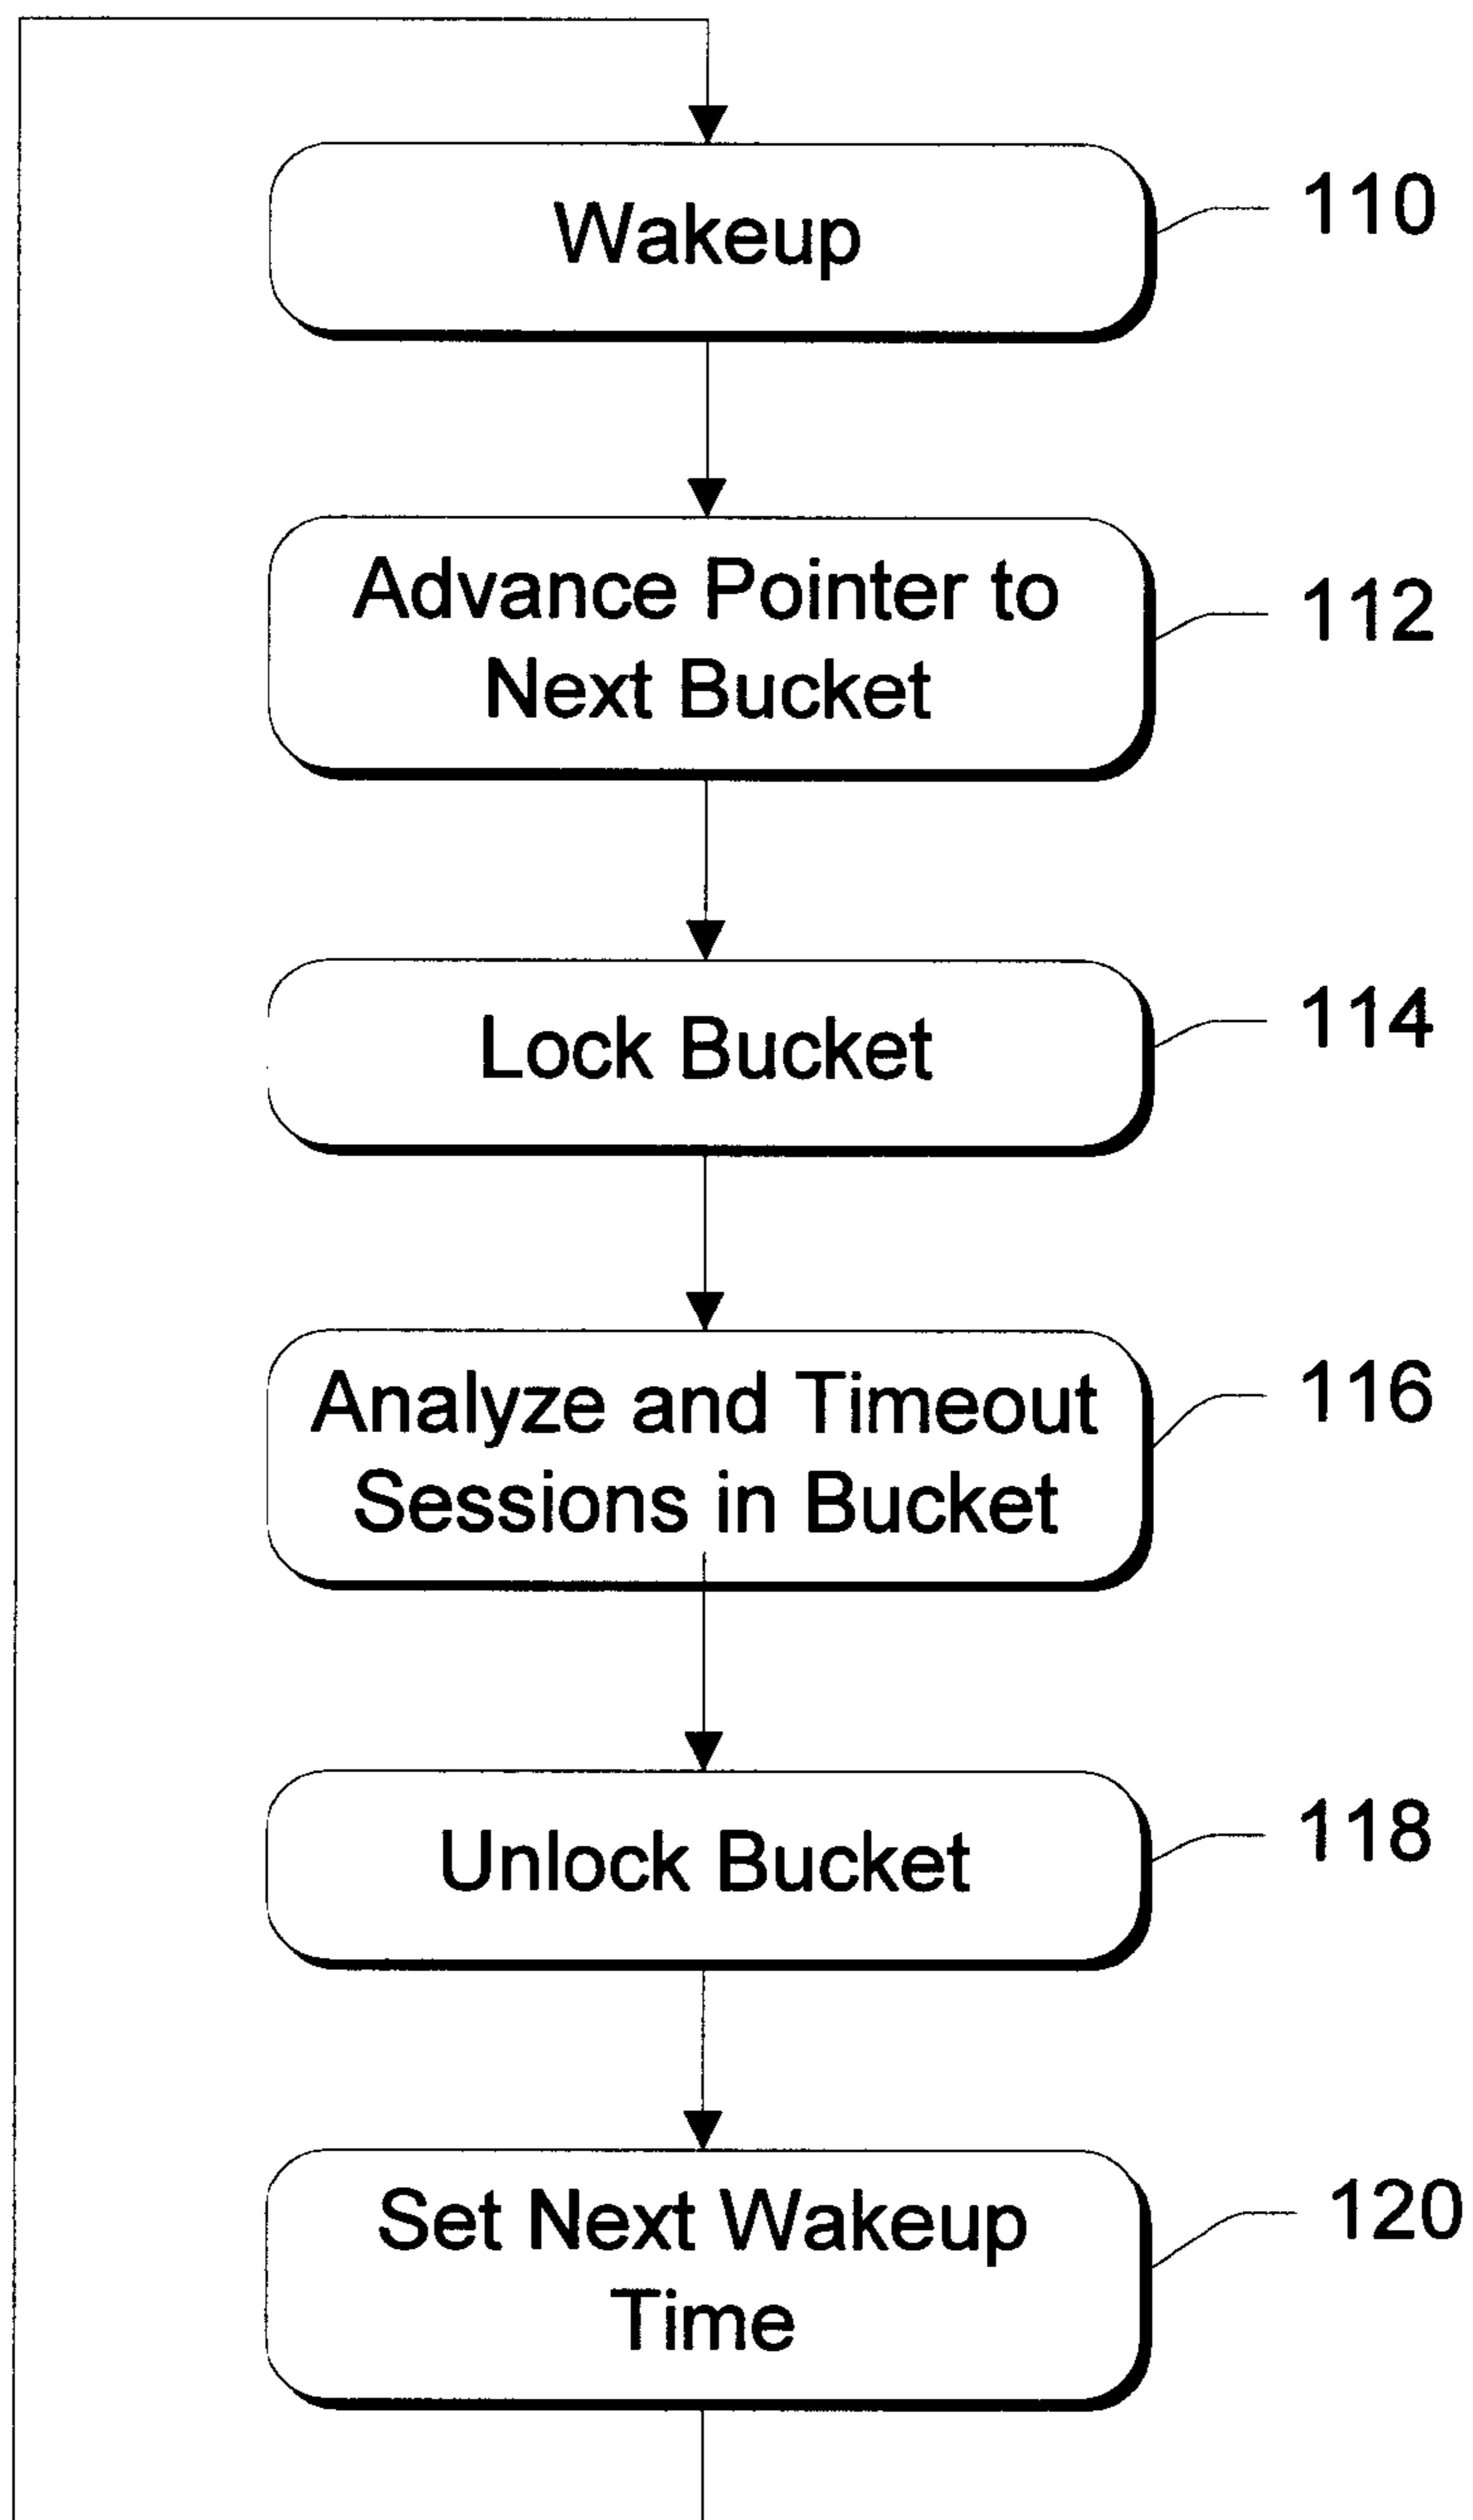 Wakeup
110
Advance Pointer to
Next Bucket
112
Lock Bucket
114
Analyze and Timeout
Sessions in Bucket
116
Unlock Bucket
118
Set Next Wakeup
Time
120